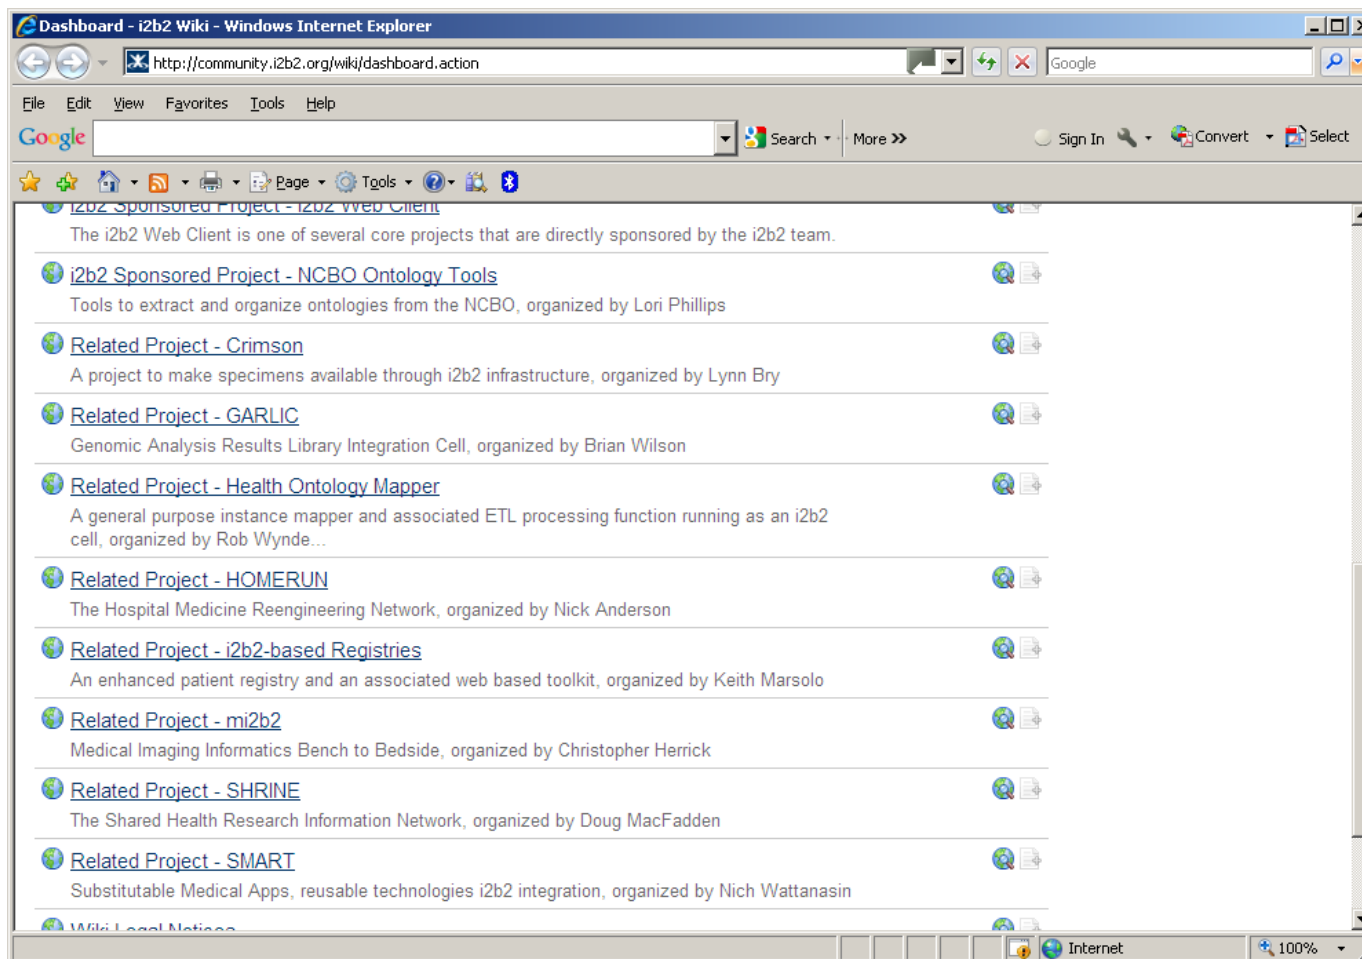 Dashboard - i2b2 Wiki - Windows Internet Explorer
http://community.i2b2.org/wiki/dashboard.action
Google
File Edit View Favorites Tools Help
Google Search More >> Sign In Convert Select
Page Tools
i2b2 Sponsored Project - i2b2 Web Client
The i2b2 Web Client is one of several core projects that are directly sponsored by the i2b2 team.
i2b2 Sponsored Project - NCBO Ontology Tools
Tools to extract and organize ontologies from the NCBO, organized by Lori Phillips
Related Project - Crimson
A project to make specimens available through i2b2 infrastructure, organized by Lynn Bry
Related Project - GARLIC
Genomic Analysis Results Library Integration Cell, organized by Brian Wilson
Related Project - Health Ontology Mapper
A general purpose instance mapper and associated ETL processing function running as an i2b2
cell, organized by Rob Wynde...
Related Project - HOMERUN
The Hospital Medicine Reengineering Network, organized by Nick Anderson
Related Project - i2b2-based Registries
An enhanced patient registry and an associated web based toolkit, organized by Keith Marsolo
Related Project - mi2b2
Medical Imaging Informatics Bench to Bedside, organized by Christopher Herrick
Related Project - SHRINE
The Shared Health Research Information Network, organized by Doug MacFadden
Related Project - SMART
Substitutable Medical Apps, reusable technologies i2b2 integration, organized by Nich Wattanasin
Wiki Legal Notices
Internet 100%